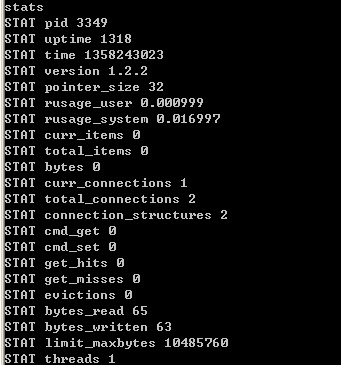 stats
STAT pid 3349
STAT uptime 1318
STAT time 1358243023
STAT version 1.2.2
STAT pointer_size 32
STAT rusage_user 0.000999
STAT rusage_system 0.016997
STAT curr_items 0
STAT total_items 0
STAT bytes 0
STAT curr_connections 1
STAT total_connections 2
STAT connection_structures 2
STAT cmd_get 0
STAT cmd_set 0
STAT get_hits 0
STAT get_misses 0
STAT evictions 0
STAT bytes_read 65
STAT bytes_written 63
STAT limit_maxbytes 10485760
STAT threads 1